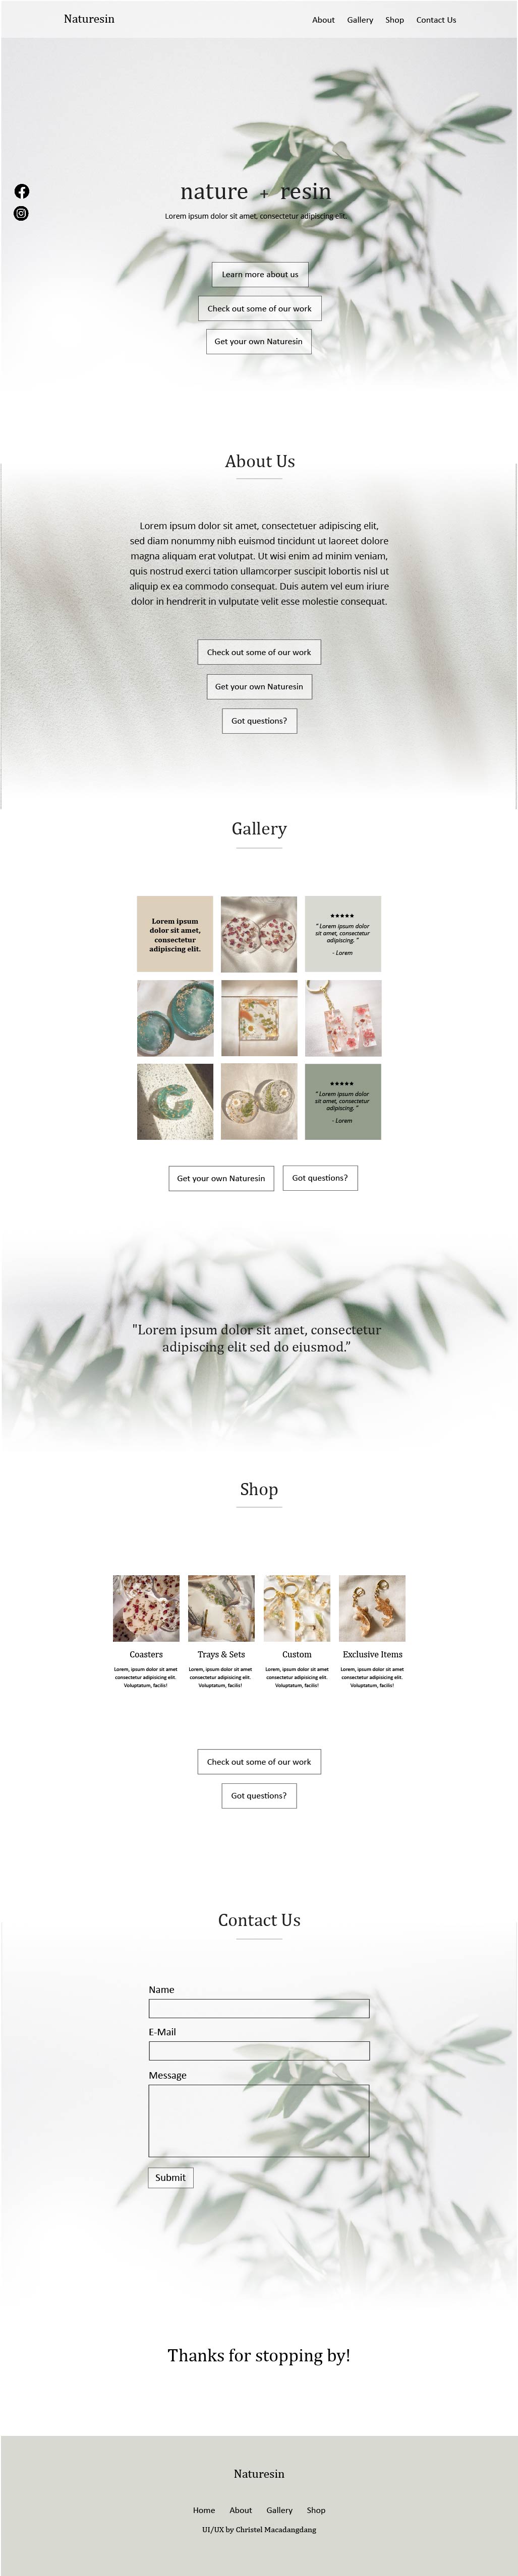 Naturesin
About Gallery Shop Contact Us
nature + resin
Lorem ipsum dolor sit amet, consectetur adipiscing elit.
Learn more about us
Check out some of our work
Get your own Naturesin
About Us
Lorem ipsum dolor sit amet, consectetuer adipiscing elit,
sed diam nonummy nibh euismod tincidunt ut laoreet dolore
magna aliquam erat volutpat. Ut wisi enim ad minim veniam,
quis nostrud exerci tation ullamcorper suscipit lobortis nisl ut
aliquip ex ea commodo consequat. Duis autem vel eum iriure
dolor in hendrerit in vulputate velit esse molestie consequat.
Check out some of our work
Get your own Naturesin
Got questions?
Gallery
Lorem ipsum
dolor sit amet,
consectetur
adipiscing elit.
★★★★★
“ Lorem ipsum dolor
sit amet, consectetur
adipiscing. ”
- Lorem
★★★★★
“ Lorem ipsum dolor
sit amet, consectetur
adipiscing. ”
- Lorem
Get your own Naturesin
Got questions?
"Lorem ipsum dolor sit amet, consectetur
adipiscing elit sed do eiusmod.”
Shop
Coasters
Lorem, ipsum dolor sit amet
consectetur adipisicing elit.
Voluptatum, facilis!
Trays & Sets
Lorem, ipsum dolor sit amet
consectetur adipisicing elit.
Voluptatum, facilis!
Custom
Lorem, ipsum dolor sit amet
consectetur adipisicing elit.
Voluptatum, facilis!
Exclusive Items
Lorem, ipsum dolor sit amet
consectetur adipisicing elit.
Voluptatum, facilis!
Check out some of our work
Got questions?
Contact Us
Name
E-Mail
Message
Submit
Thanks for stopping by!
Naturesin
Home About Gallery Shop
UI/UX by Christel Macadangdang